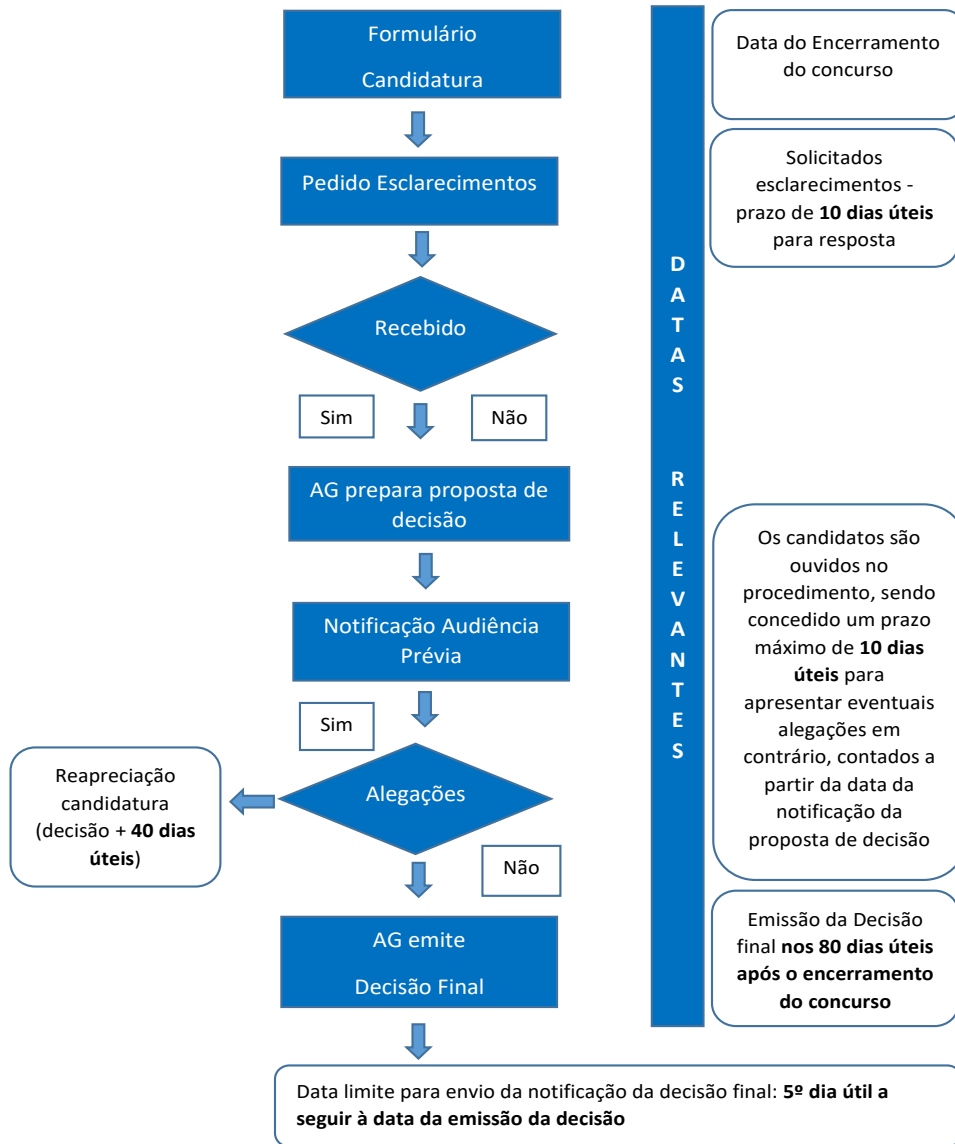 Formulário
Candidatura
Data do Encerramento
do concurso
Pedido Esclarecimentos
Solicitados
esclarecimentos -
prazo de 10 dias úteis
para resposta
Recebido
Sim
Não
AG prepara proposta de
decisão
Notificação Audiência
Prévia
Sim
Alegações
Reapreciação
candidatura
(decisão + 40 dias
úteis)
Não
AG emite
Decisão Final
DATAS RELEVANTES
Os candidatos são
ouvidos no
procedimento, sendo
concedido um prazo
máximo de 10 dias
úteis para
apresentar eventuais
alegações em
contrário, contados a
partir da data da
notificação da
proposta de decisão
Emissão da Decisão
final nos 80 dias úteis
após o encerramento
do concurso
Data limite para envio da notificação da decisão final: 5º dia útil a
seguir à data da emissão da decisão